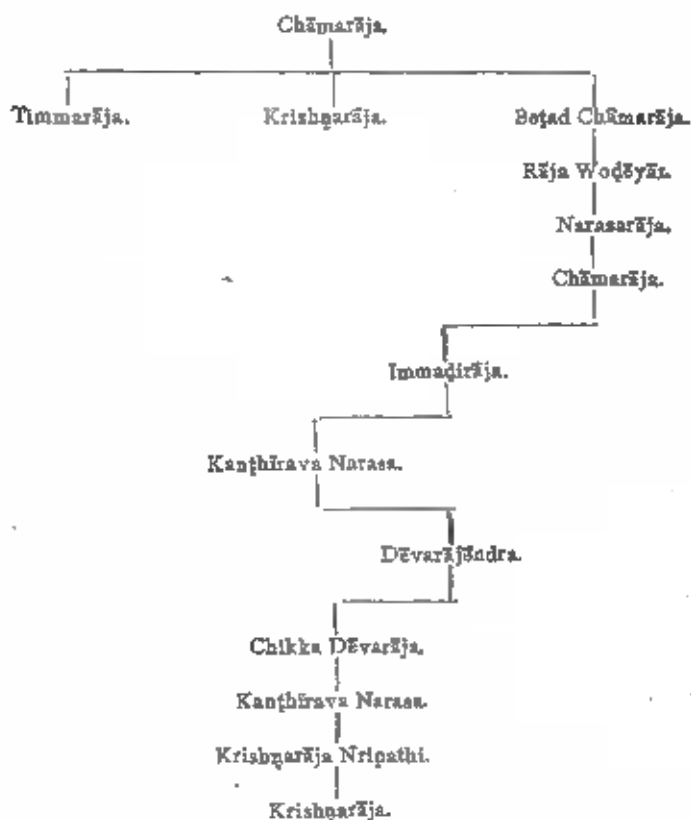 Chāmarāja.
Timmarāja. Krishṇarāja. Boṭad Chāmarāja.
Rāja Woḍēyār.
Narasarāja.
Chāmarāja.
Immaḍirāja.
Kanṭhīrava Narasa.
Dēvarājēndra.
Chikka Dēvarāja.
Kanṭhīrava Narasa.
Krishṇarāja Nripathi.
Krishṇarāja.